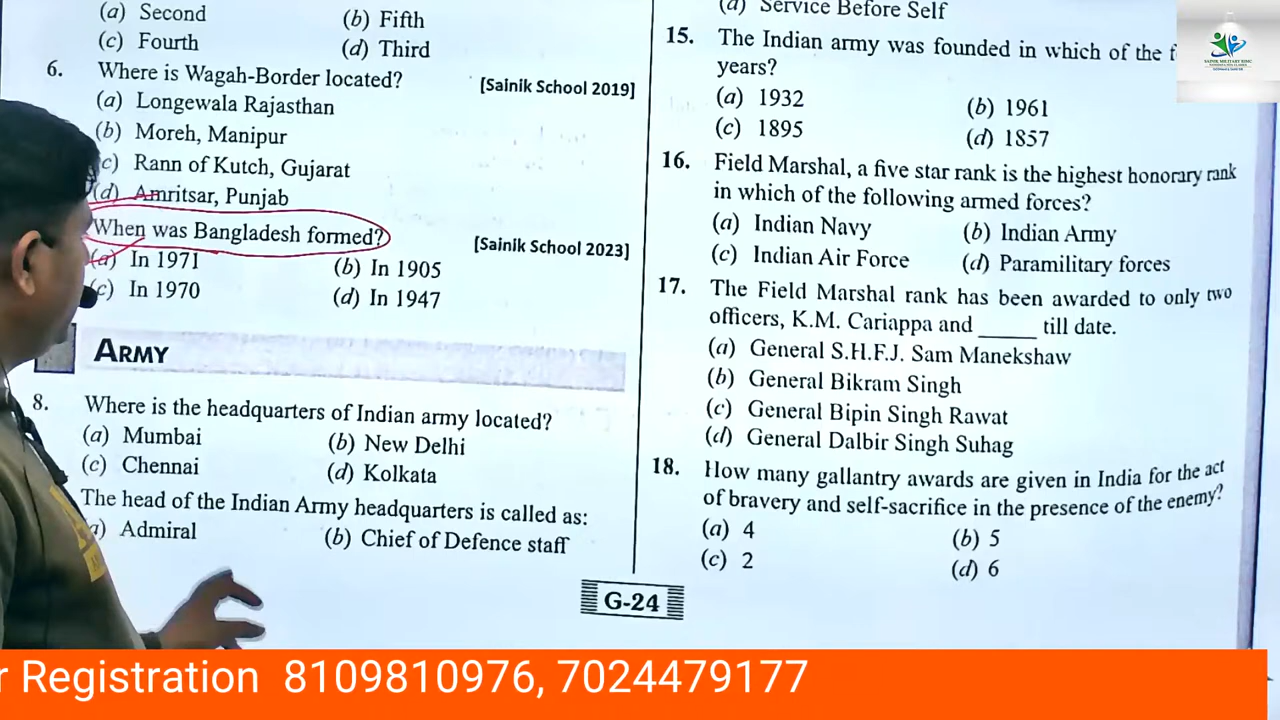 (a) Second (b) Fifth
(c) Fourth (d) Third
6. Where is Wagah-Border located?
[Sainik School 2019]
(a) Longewala Rajasthan
(b) Moreh, Manipur
c) Rann of Kutch, Gujarat
(d) Amritsar, Punjab
When was Bangladesh formed?
[Sainik School 2023]
(a) In 1971 (b) In 1905
(c) In 1970 (d) In 1947
ARMY
8. Where is the headquarters of Indian army located?
(a) Mumbai (b) New Delhi
(c) Chennai (d) Kolkata
The head of the Indian Army headquarters is called as:
a) Admiral (b) Chief of Defence staff
(d) Service Before Self
15. The Indian army was founded in which of the f
years?
(a) 1932 (b) 1961
(c) 1895 (d) 1857
16. Field Marshal, a five star rank is the highest honorary rank
in which of the following armed forces?
(a) Indian Navy (b) Indian Army
(c) Indian Air Force (d) Paramilitary forces
17. The Field Marshal rank has been awarded to only two
officers, K.M. Cariappa and ______ till date.
(a) General S.H.F.J. Sam Manekshaw
(b) General Bikram Singh
(c) General Bipin Singh Rawat
(d) General Dalbir Singh Suhag
18. How many gallantry awards are given in India for the act
of bravery and self-sacrifice in the presence of the enemy?
(a) 4 (b) 5
(c) 2 (d) 6
G-24
r Registration 8109810976, 7024479177